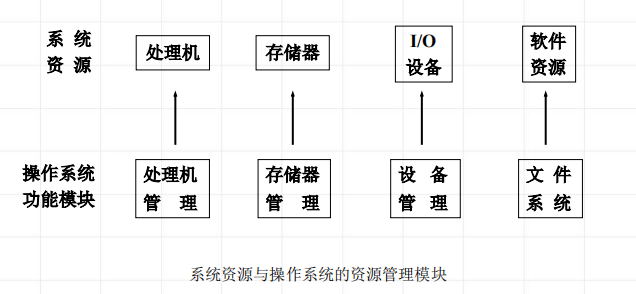 系统
资源
处理机
存储器
I/O
设备
软件
资源
操作系统
功能模块
处理机
管理
存储器
管理
设备
管理
文件
系统
系统资源与操作系统的资源管理模块